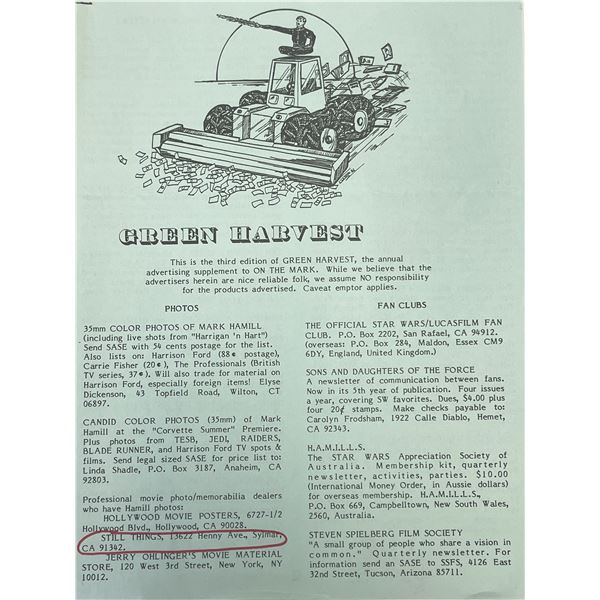 GREEN HARVEST
This is the third edition of GREEN HARVEST, the annual
advertising supplement to ON THE MARK. While we believe that the
advertisers herein are nice reliable folk, we assume NO responsibility
for the products advertised. Caveat emptor applies.
PHOTOS
35mm COLOR PHOTOS OF MARK HAMILL
(including live shots from "Harrigan 'n Hart")
Send SASE with 54 cents postage for the list.
Also lists on: Harrison Ford (88¢ postage),
Carrie Fisher (20¢), The Professionals (British
TV series, 37¢). Will also trade for material on
Harrison Ford, especially foreign items! Elyse
Dickenson, 43 Topfield Road, Wilton, CT
06897.
CANDID COLOR PHOTOS (35mm) of Mark
Hamill at the "Corvette Summer" Premiere.
Plus photos from TESB, JEDI, RAIDERS,
BLADE RUNNER, and Harrison Ford TV spots &
films. Send legal sized SASE for price list to:
Linda Shadle, P.O. Box 3187, Anaheim, CA
92803.
Professional movie photo/memorabilia dealers
who have Hamill photos:
HOLLYWOOD MOVIE POSTERS, 6727-1/2
Hollywood Blvd., Hollywood, CA 90028.
STILL THINGS, 13622 Henny Ave., Sylmar,
CA 91342.
JERRY OHLINGER'S MOVIE MATERIAL
STORE, 120 West 3rd Street, New York, NY
10012.
FAN CLUBS
THE OFFICIAL STAR WARS/LUCASFILM FAN
CLUB. P.O. Box 2202, San Rafael, CA 94912.
(overseas: P.O. Box 284, Maldon, Essex CM9
6DY, England, United Kingdom.)
SONS AND DAUGHTERS OF THE FORCE
A newsletter of communication between fans.
Now in its 5th year of publication. Four issues
a year, covering SW favorites. Dues, $4.00 plus
four 20¢ stamps. Make checks payable to:
Carolyn Frodsham, 1922 Calle Diablo, Hemet,
CA 92343.
H.A.M.I.L.L.S.
The STAR WARS Appreciation Society of
Australia. Membership kit, quarterly
newsletter, activities, parties. $10.00
(International Money Order, in Aussie dollars)
for overseas membership. H.A.M.I.L.L.S.,
P.O. Box 669, Campbelltown, New South Wales,
2560, Australia.
STEVEN SPIELBERG FILM SOCIETY
"A small group of people who share a vision in
common." Quarterly newsletter. For
information send an SASE to SSFS, 4126 East
32nd Street, Tucson, Arizona 85711.